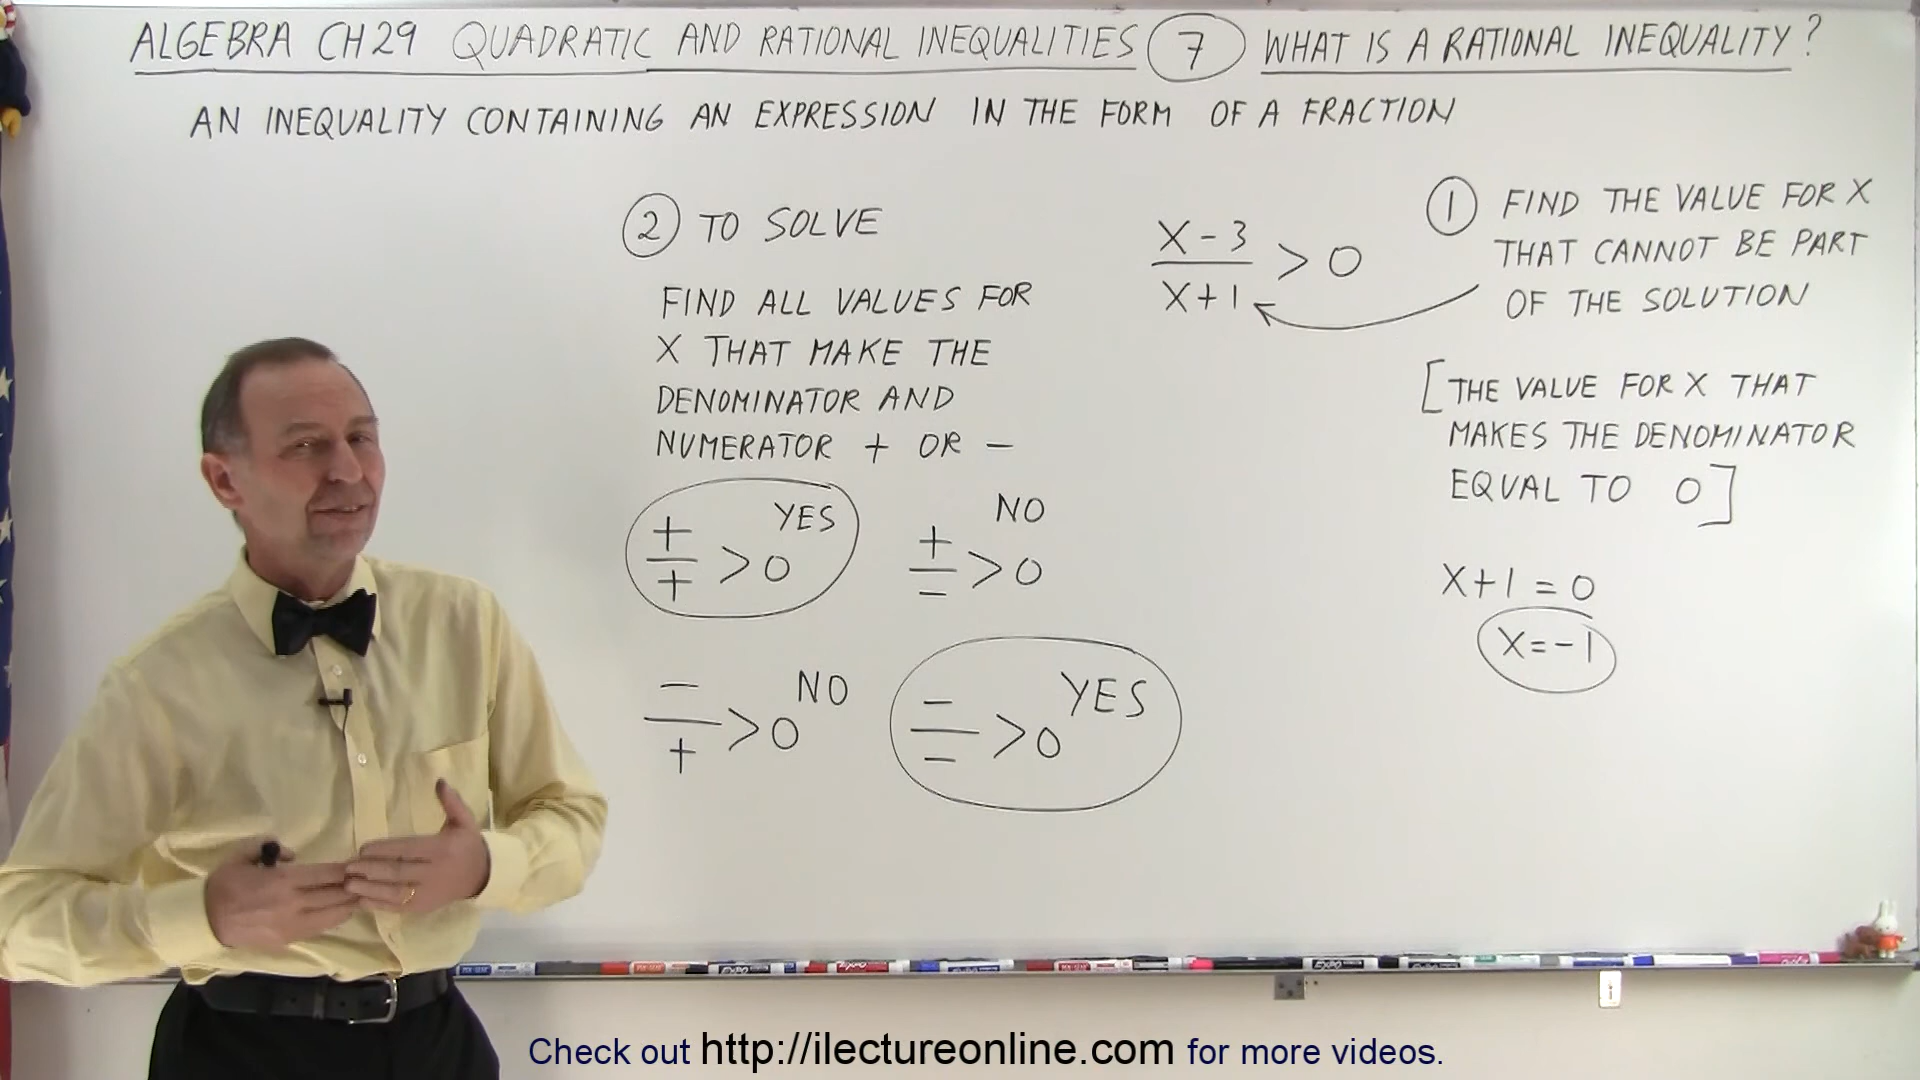 ALGEBRA CH29 QUADRATIC AND RATIONAL INEQUALITIES 7 WHAT IS A RATIONAL INEQUALITY?
AN INEQUALITY CONTAINING AN EXPRESSION IN THE FORM OF A FRACTION
2 TO SOLVE
FIND ALL VALUES FOR
X THAT MAKE THE
DENOMINATOR AND
NUMERATOR + OR −
+/+ > 0 YES
+/− > 0 NO
−/+ > 0 NO
−/− > 0 YES
X-3
X+1
> 0
1 FIND THE VALUE FOR X
THAT CANNOT BE PART
OF THE SOLUTION
[THE VALUE FOR X THAT
MAKES THE DENOMINATOR
EQUAL TO 0]
X+1 = 0
X=-1
EXPO
EXPO
Check out http://ilectureonline.com for more videos.